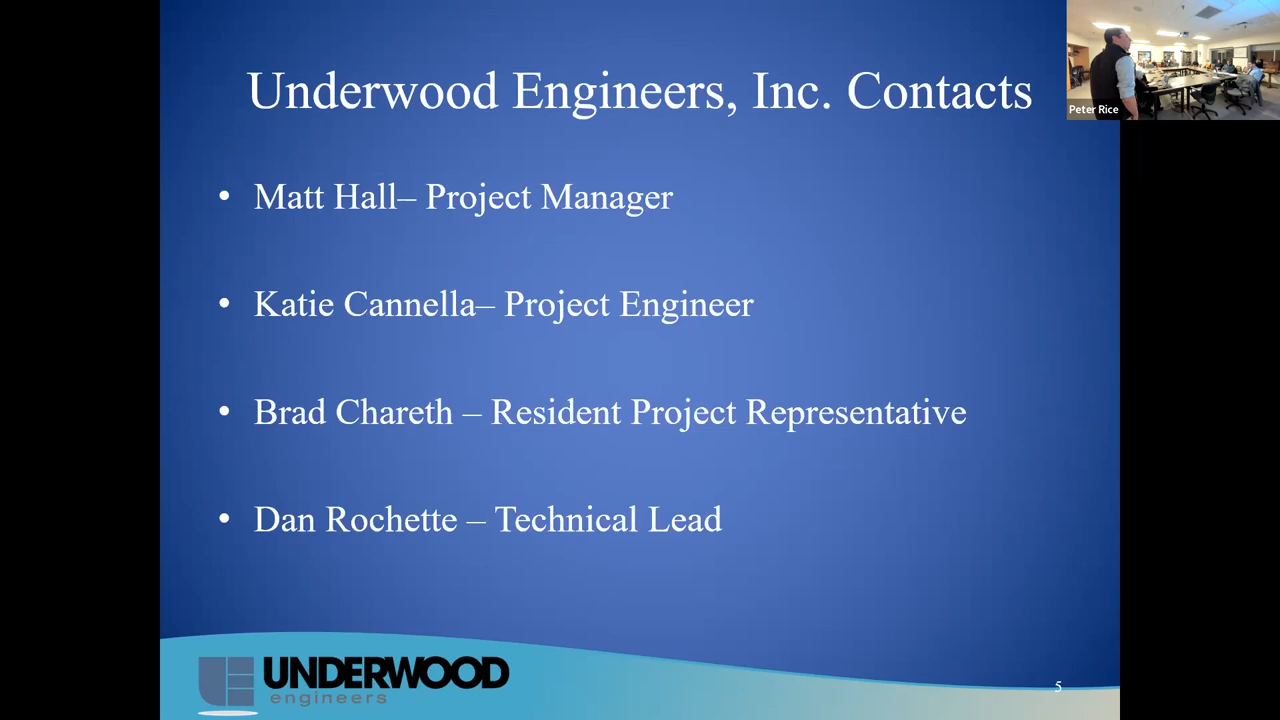 Underwood Engineers, Inc. Contacts
Peter Rice
• Matt Hall– Project Manager
• Katie Cannella– Project Engineer
• Brad Chareth – Resident Project Representative
• Dan Rochette – Technical Lead
UNDERWOOD
engineers
5